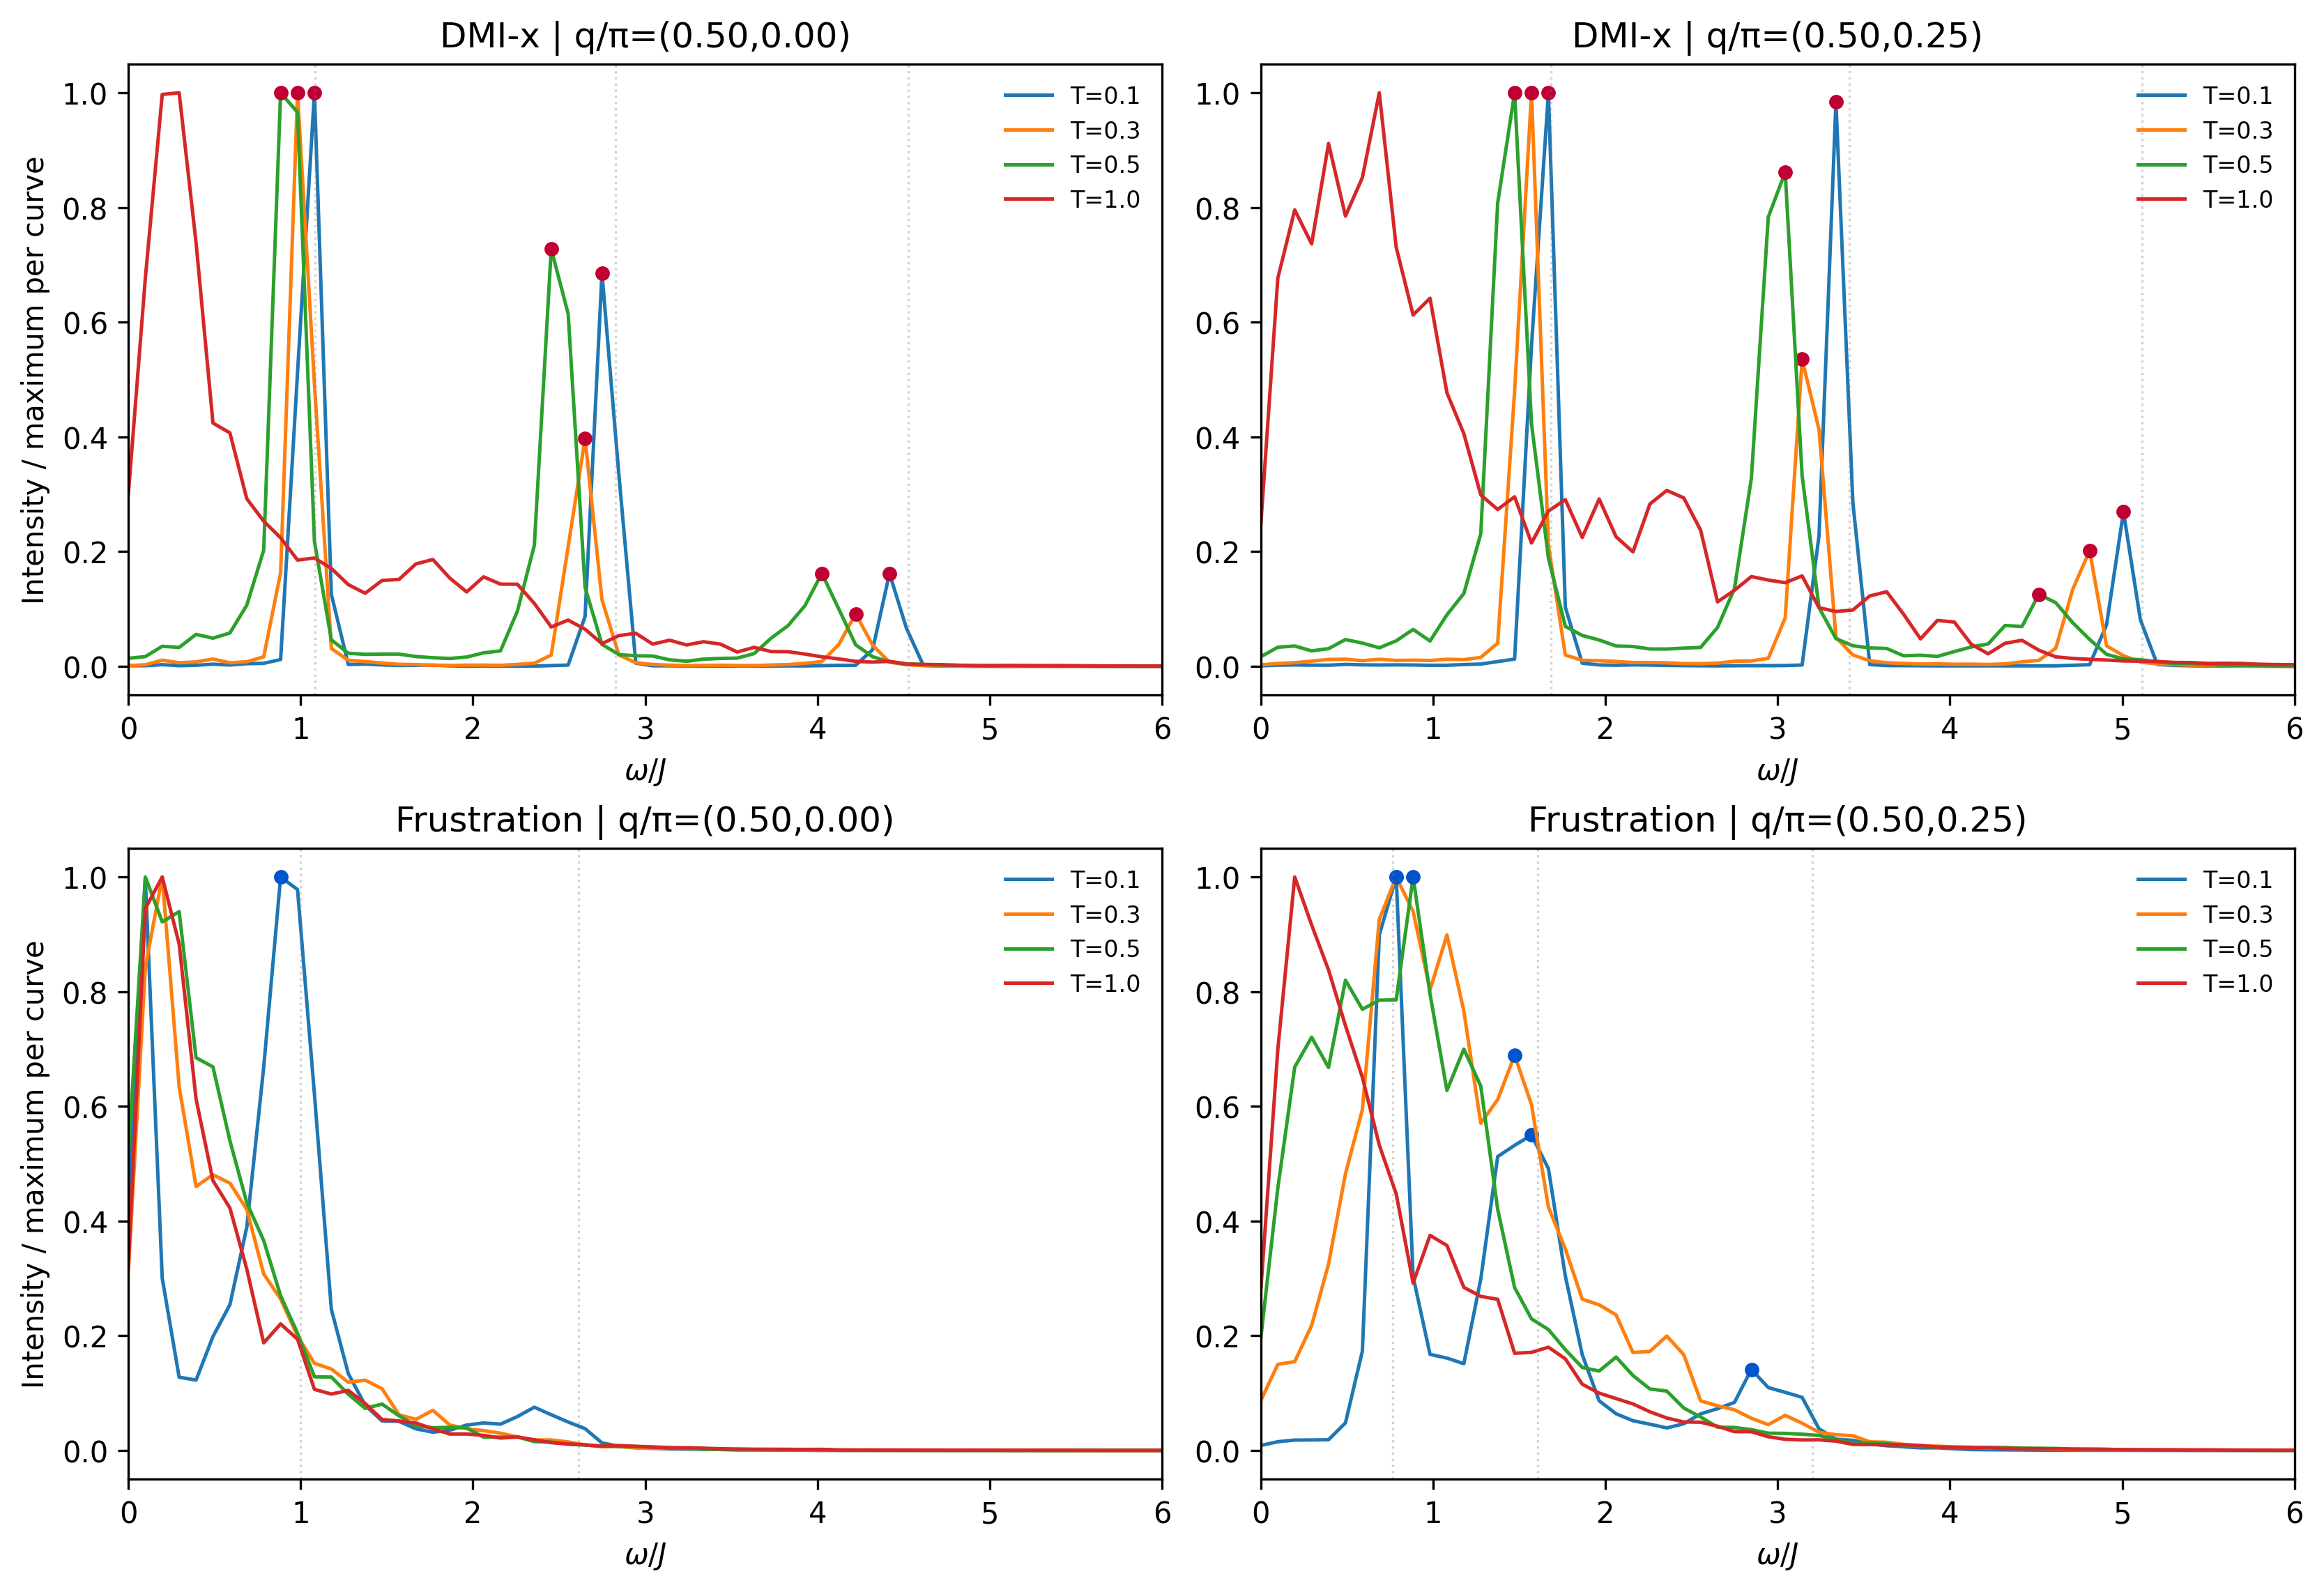 DMI-x | q/π=(0.50,0.00)
Intensity / maximum per curve
1.0
0.8
0.6
0.4
0.2
0.0
T=0.1
T=0.3
T=0.5
T=1.0
0 1 2 3 4 5 6
ω/J
DMI-x | q/π=(0.50,0.25)
1.0
0.8
0.6
0.4
0.2
0.0
T=0.1
T=0.3
T=0.5
T=1.0
0 1 2 3 4 5 6
ω/J
Frustration | q/π=(0.50,0.00)
Intensity / maximum per curve
1.0
0.8
0.6
0.4
0.2
0.0
T=0.1
T=0.3
T=0.5
T=1.0
0 1 2 3 4 5 6
ω/J
Frustration | q/π=(0.50,0.25)
1.0
0.8
0.6
0.4
0.2
0.0
T=0.1
T=0.3
T=0.5
T=1.0
0 1 2 3 4 5 6
ω/J